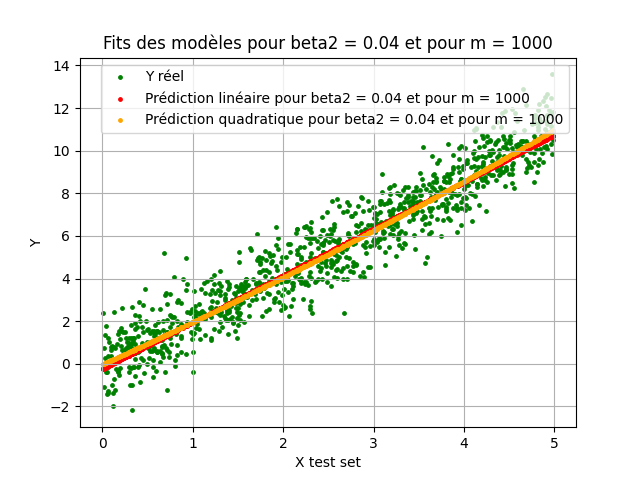 Fits des modèles pour beta2 = 0.04 et pour m = 1000
Y réel
Prédiction linéaire pour beta2 = 0.04 et pour m = 1000
Prédiction quadratique pour beta2 = 0.04 et pour m = 1000
14
12
10
8
6
4
2
0
−2
Y
0 1 2 3 4 5
X test set